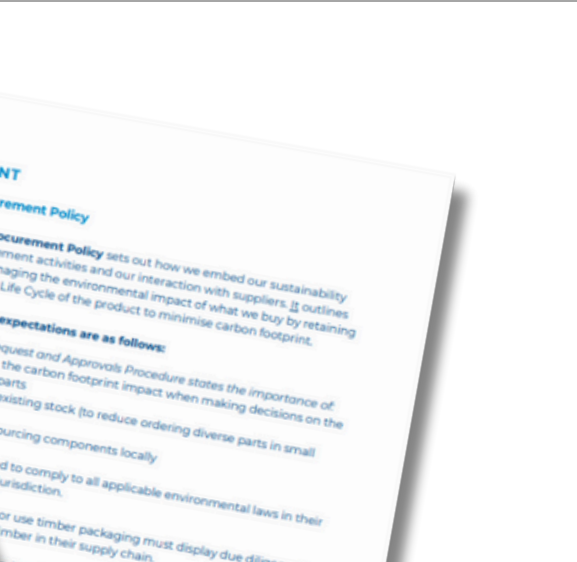 NT
rement Policy
ocurement Policy sets out how we embed our sustainability
ement activities and our interaction with suppliers. It outlines
naging the environmental impact of what we buy by retaining
Life Cycle of the product to minimise carbon footprint.
expectations are as follows:
quest and Approvals Procedure states the importance of
the carbon footprint impact when making decisions on the
parts
existing stock (to reduce ordering diverse parts in small
ourcing components locally
d to comply to all applicable environmental laws in their
urisdiction.
or use timber packaging must display due
imber in their supply chain.